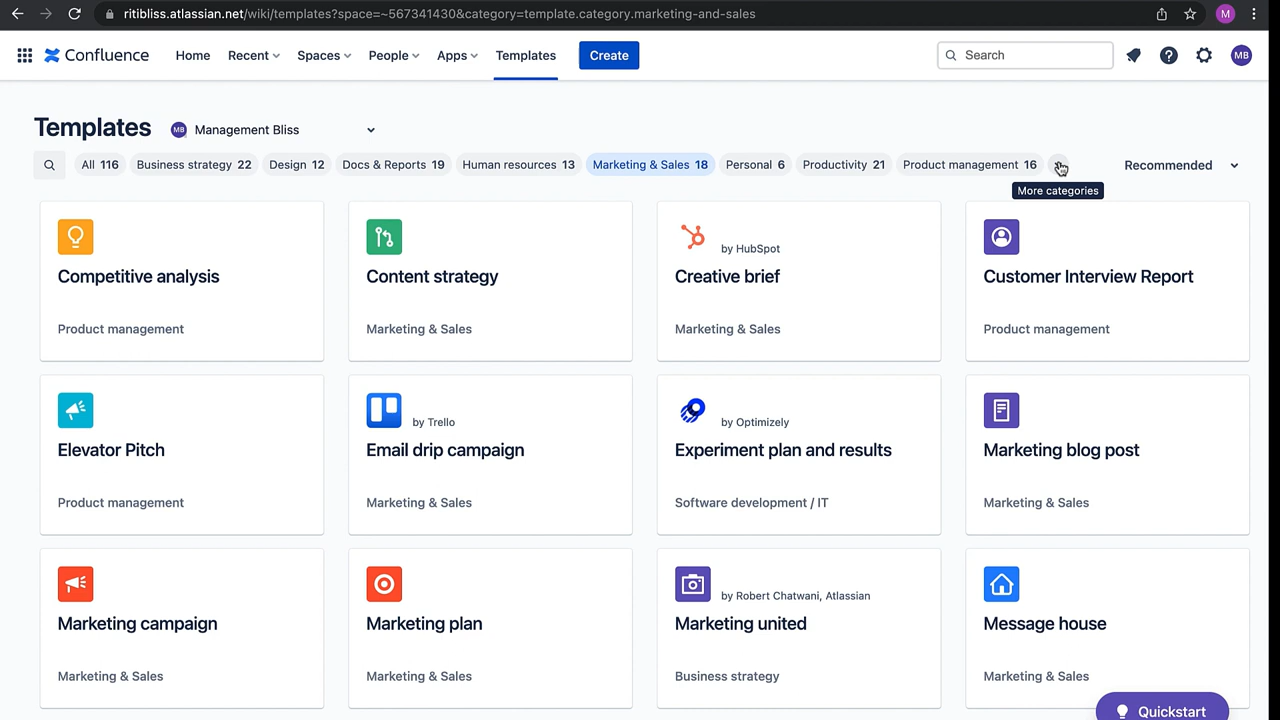 ritibliss.atlassian.net/wiki/templates?space=~567341430&category=template.category.marketing-and-sales
M
Confluence Home Recent Spaces People Apps Templates Create Search MB
Templates MB Management Bliss
All 116 Business strategy 22 Design 12 Docs & Reports 19 Human resources 13 Marketing & Sales 18 Personal 6 Productivity 21 Product management 16 Recommended
More categories
Competitive analysis
Product management
Content strategy
Marketing & Sales
by HubSpot
Creative brief
Marketing & Sales
Customer Interview Report
Product management
Elevator Pitch
Product management
by Trello
Email drip campaign
Marketing & Sales
by Optimizely
Experiment plan and results
Software development / IT
Marketing blog post
Marketing & Sales
Marketing campaign
Marketing & Sales
Marketing plan
Marketing & Sales
by Robert Chatwani, Atlassian
Marketing united
Business strategy
Message house
Marketing & Sales
Quickstart